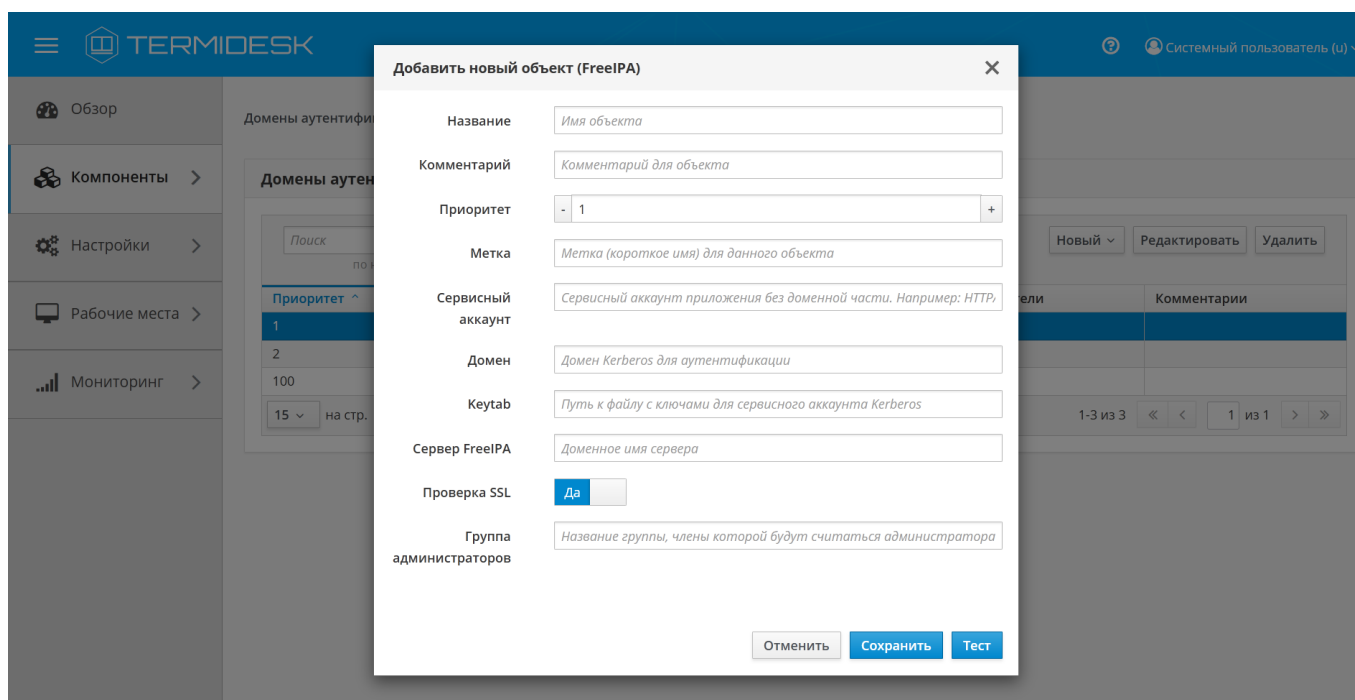 TERMIDESK
Системный пользователь (u)
Добавить новый объект (FreeIPA)
Обзор
Компоненты
Настройки
Рабочие места
Мониторинг
Домены аутентифи
Домены аутен
Поиск
по
Новый
Редактировать
Удалить
Приоритет
ели
Комментарии
1
2
100
15
на стр.
1-3 из 3
1 из 1
Название
Имя объекта
Комментарий
Комментарий для объекта
Приоритет
- 1 +
Метка
Метка (короткое имя) для данного объекта
Сервисный
аккаунт
Сервисный аккаунт приложения без доменной части. Например: HTTP/
Домен
Домен Kerberos для аутентификации
Keytab
Путь к файлу с ключами для сервисного аккаунта Kerberos
Сервер FreeIPA
Доменное имя сервера
Проверка SSL
Да
Группа
администраторов
Название группы, члены которой будут считаться администратора
Отменить
Сохранить
Тест